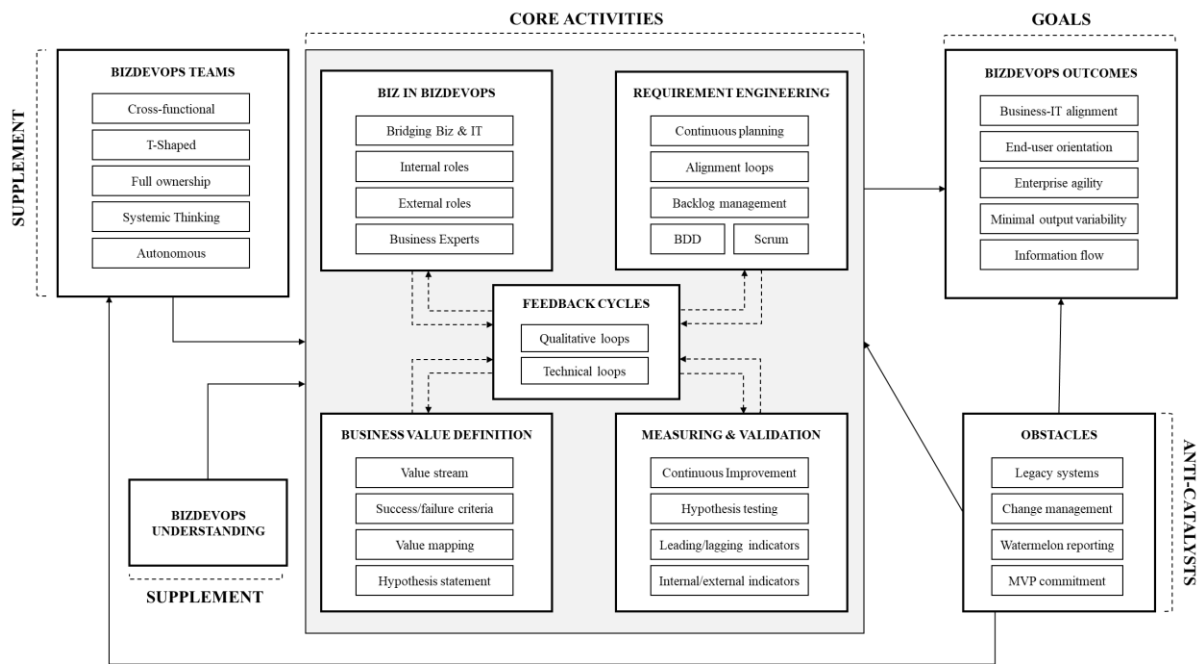 CORE ACTIVITIES
GOALS
SUPPLEMENT
BIZDEVOPS TEAMS
Cross-functional
T-Shaped
Full ownership
Systemic Thinking
Autonomous
BIZ IN BIZDEVOPS
Bridging Biz & IT
Internal roles
External roles
Business Experts
REQUIREMENT ENGINEERING
Continuous planning
Alignment loops
Backlog management
BDD
Scrum
BIZDEVOPS OUTCOMES
Business-IT alignment
End-user orientation
Enterprise agility
Minimal output variability
Information flow
FEEDBACK CYCLES
Qualitative loops
Technical loops
BIZDEVOPS
UNDERSTANDING
SUPPLEMENT
BUSINESS VALUE DEFINITION
Value stream
Success/failure criteria
Value mapping
Hypothesis statement
MEASURING & VALIDATION
Continuous Improvement
Hypothesis testing
Leading/lagging indicators
Internal/external indicators
OBSTACLES
Legacy systems
Change management
Watermelon reporting
MVP commitment
ANTI-CATALYSTS